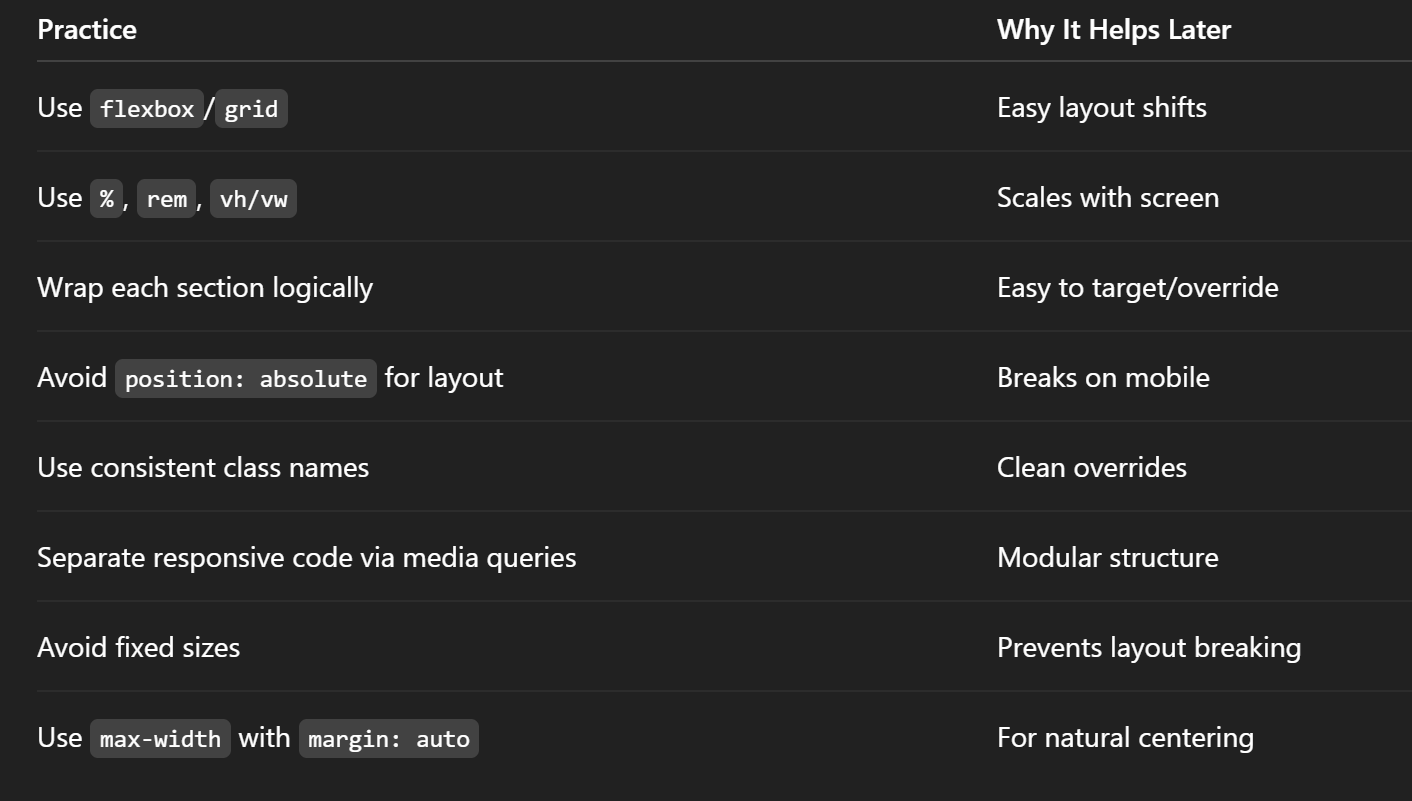 Practice Why It Helps Later
Use flexbox/grid Easy layout shifts
Use %, rem, vh/vw Scales with screen
Wrap each section logically Easy to target/override
Avoid position: absolute for layout Breaks on mobile
Use consistent class names Clean overrides
Separate responsive code via media queries Modular structure
Avoid fixed sizes Prevents layout breaking
Use max-width with margin: auto For natural centering